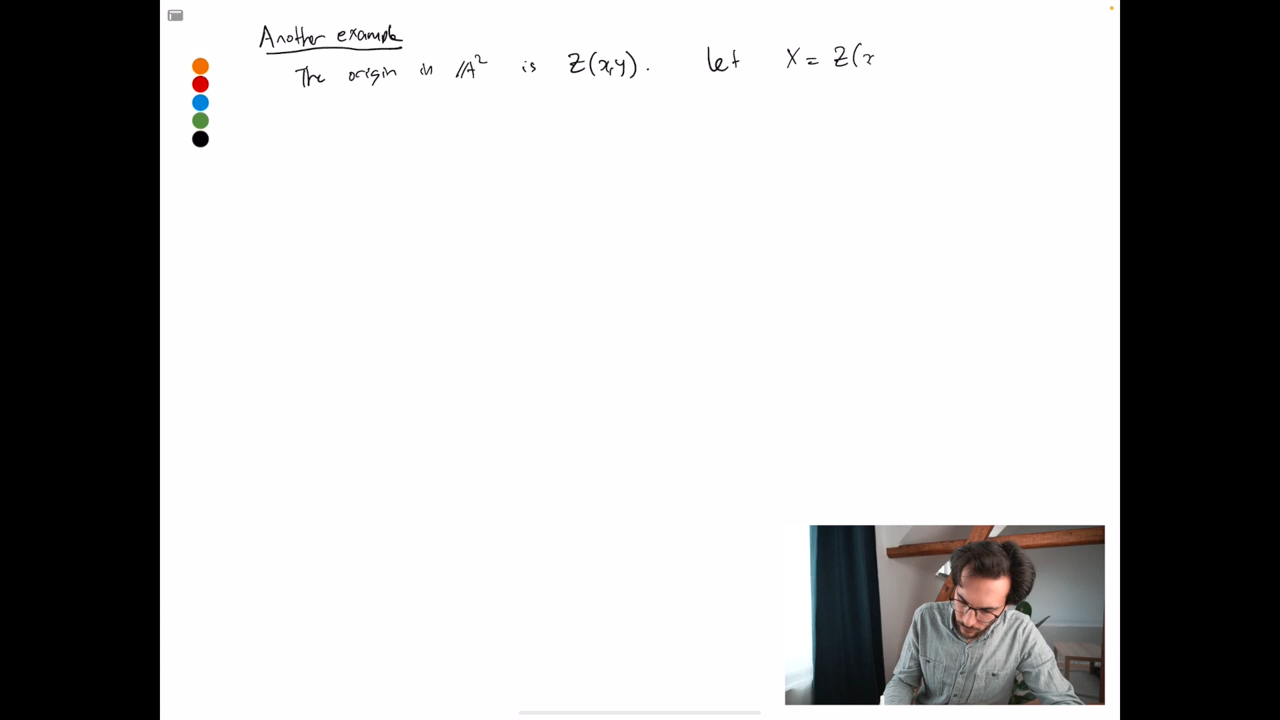 Another example
The origin in 𝔸² is Z(x,y). Let X = Z(x